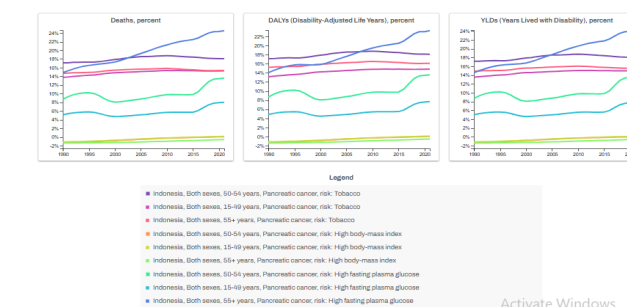 Deaths, percent
DALYs (Disability-Adjusted Life Years), percent
YLDs (Years Lived with Disability), percent
24%
22%
20%
18%
16%
14%
12%
10%
8%
6%
4%
2%
0%
-2%
1990 1995 2000 2005 2010 2015 2020
22%
20%
18%
16%
14%
12%
10%
8%
6%
4%
2%
0%
-2%
1990 1995 2000 2005 2010 2015 2020
24%
22%
20%
18%
16%
14%
12%
10%
8%
6%
4%
2%
0%
-2%
1990 1995 2000 2005 2010 2015
Legend
Indonesia, Both sexes, 50-54 years, Pancreatic cancer, risk: Tobacco
Indonesia, Both sexes, 15-49 years, Pancreatic cancer, risk: Tobacco
Indonesia, Both sexes, 55+ years, Pancreatic cancer, risk: Tobacco
Indonesia, Both sexes, 50-54 years, Pancreatic cancer, risk: High body-mass index
Indonesia, Both sexes, 15-49 years, Pancreatic cancer, risk: High body-mass index
Indonesia, Both sexes, 55+ years, Pancreatic cancer, risk: High body-mass index
Indonesia, Both sexes, 50-54 years, Pancreatic cancer, risk: High fasting plasma glucose
Indonesia, Both sexes, 15-49 years, Pancreatic cancer, risk: High fasting plasma glucose
Indonesia, Both sexes, 55+ years, Pancreatic cancer, risk: High fasting plasma glucose
Activate Windows